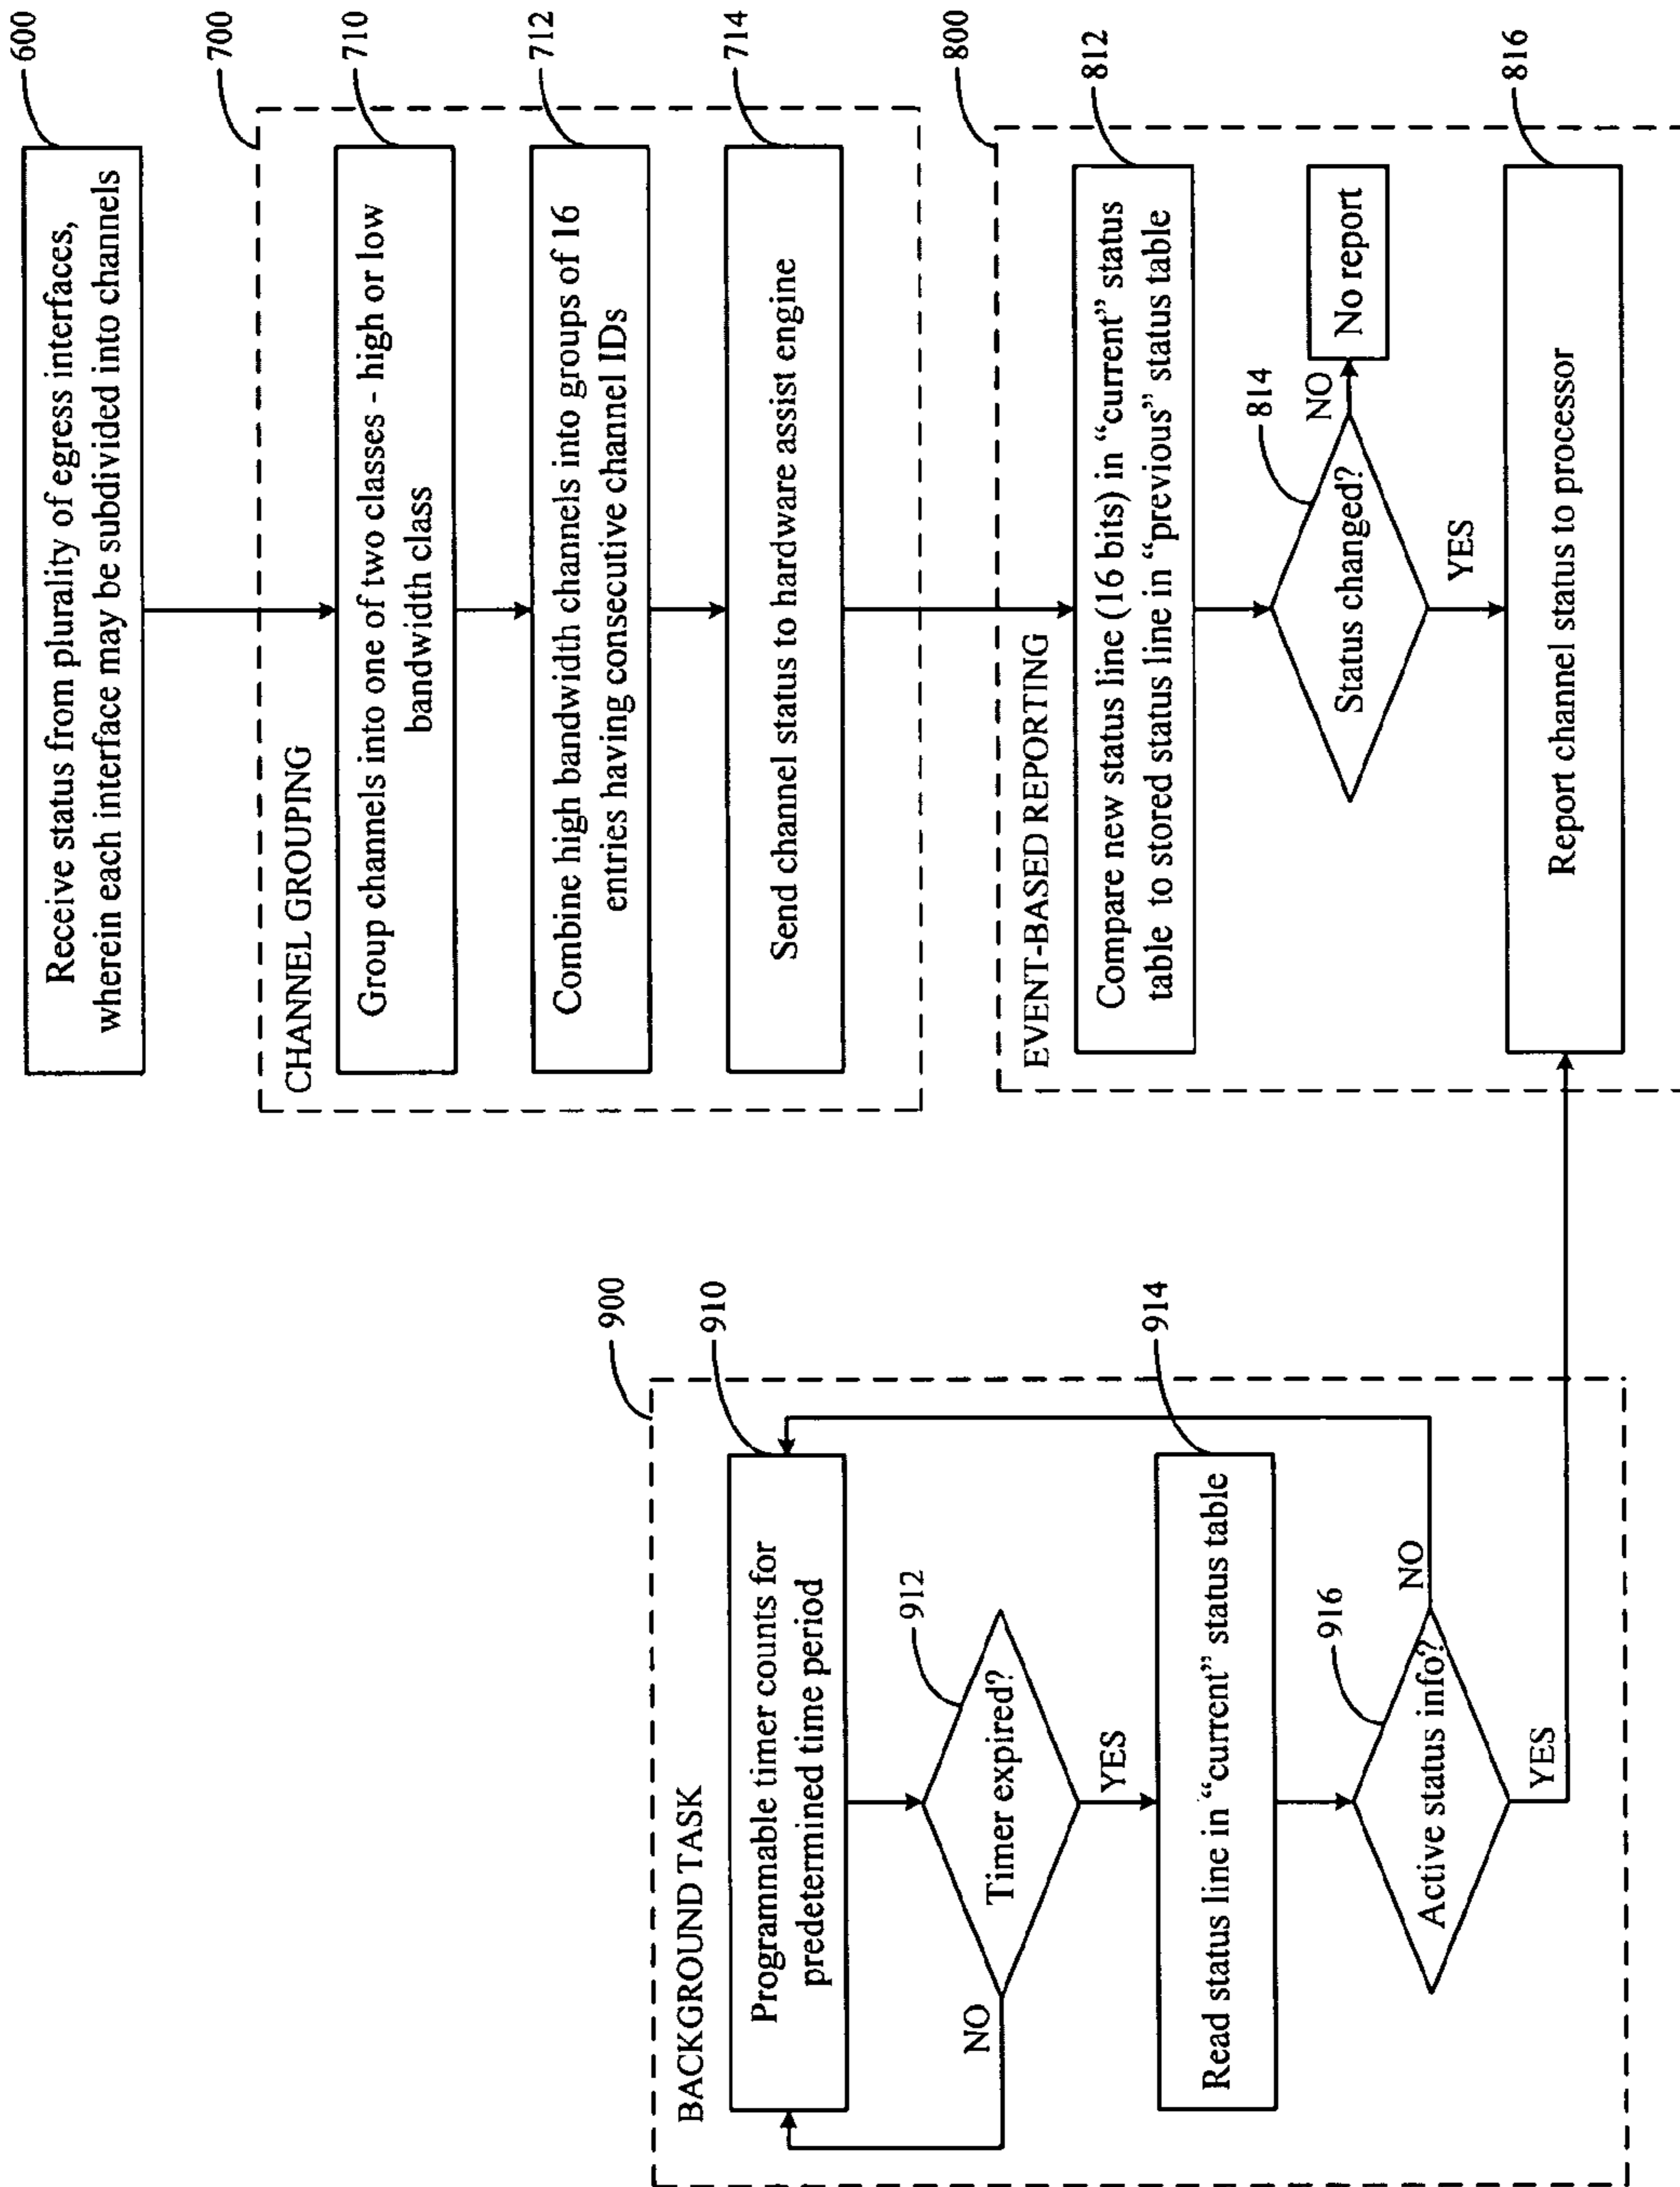 600
Receive status from plurality of egress interfaces,
wherein each interface may be subdivided into channels
700
CHANNEL GROUPING
710
Group channels into one of two classes - high or low
bandwidth class
712
Combine high bandwidth channels into groups of 16
entries having consecutive channel IDs
714
Send channel status to hardware assist engine
800
EVENT-BASED REPORTING
812
Compare new status line (16 bits) in “current” status
table to stored status line in “previous” status table
814
Status changed?
NO
No report
YES
816
Report channel status to processor
900
BACKGROUND TASK
910
Programmable timer counts for
predetermined time period
912
Timer expired?
NO
YES
914
Read status line in “current” status table
916
Active status info?
NO
YES